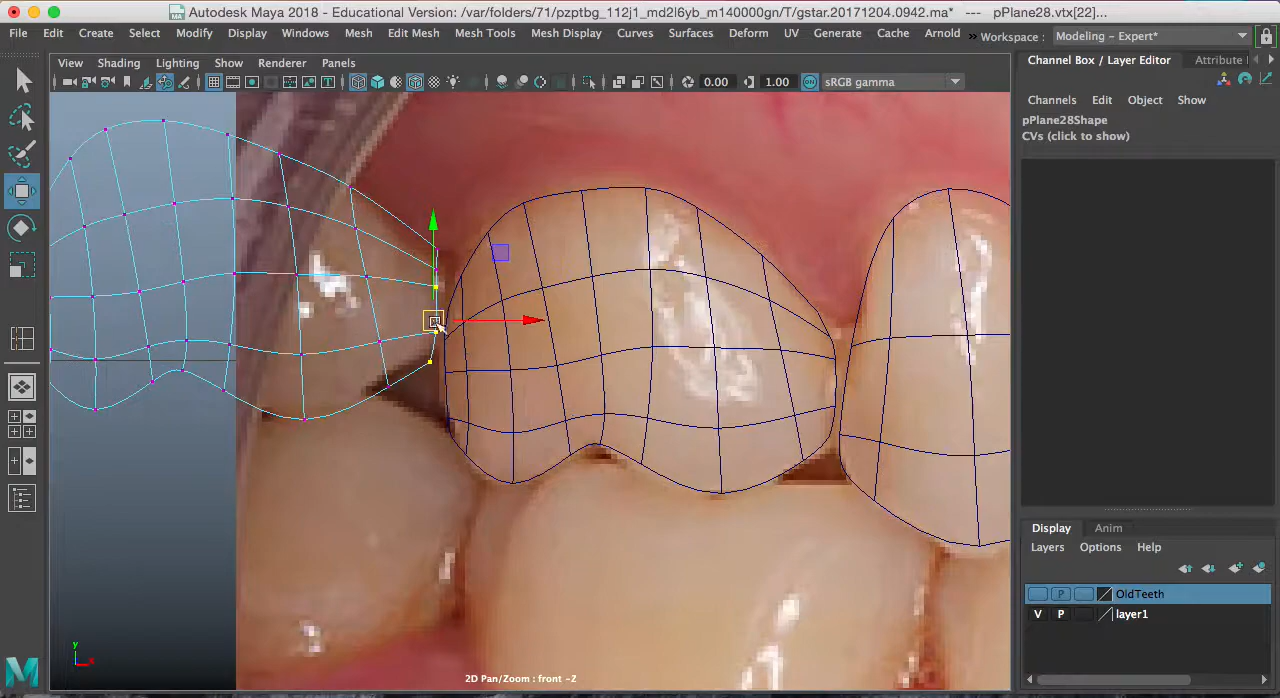 Autodesk Maya 2018 - Educational Version: /var/folders/71/pzptbg_112j1_md2l6yb_m140000gn/T/gstar.20171204.0942.ma* --- pPlane28.vtx[22]...
File Edit Create Select Modify Display Windows Mesh Edit Mesh Mesh Tools Mesh Display Curves Surfaces Deform UV Generate Cache Arnold » Workspace : Modeling - Expert*
View Shading Lighting Show Renderer Panels
0.00 1.00 ON sRGB gamma
Channel Box / Layer Editor Attribute
Channels Edit Object Show
pPlane28Shape
CVs (click to show)
Display Anim
Layers Options Help
P OldTeeth
V P layer1
y
x
2D Pan/Zoom : front -Z